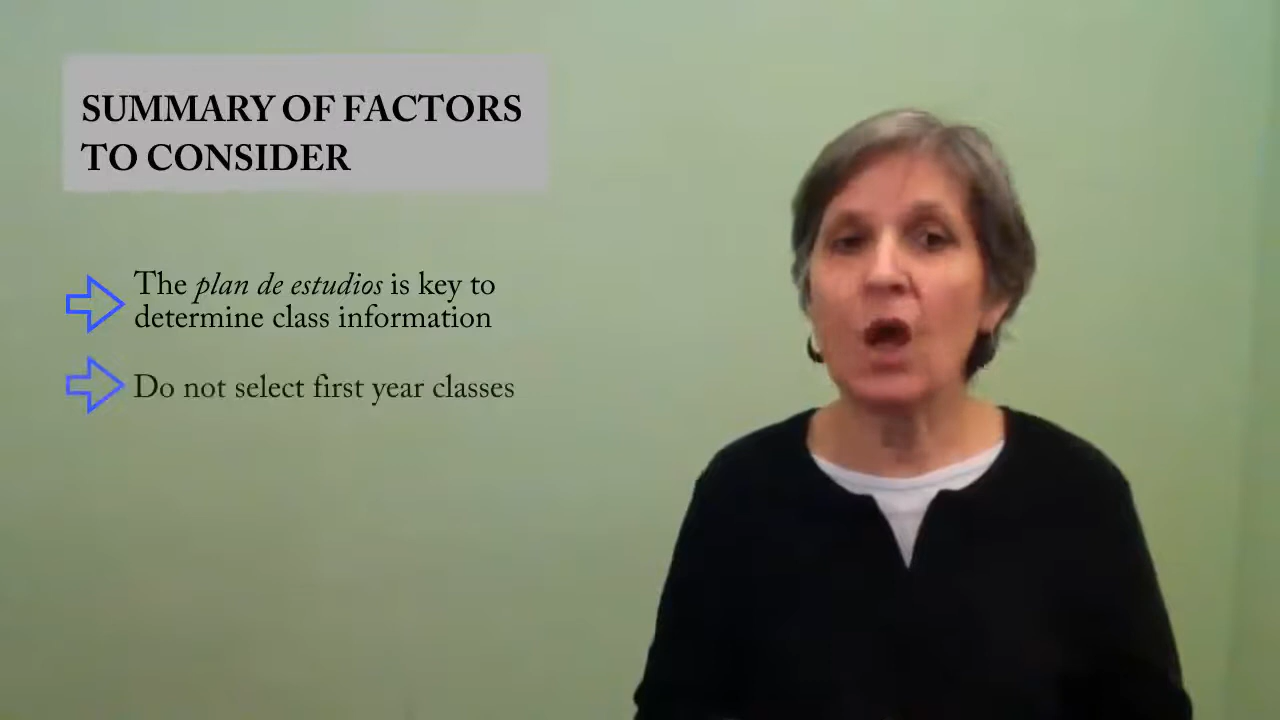 SUMMARY OF FACTORS
TO CONSIDER
The plan de estudios is key to
determine class information
Do not select first year classes